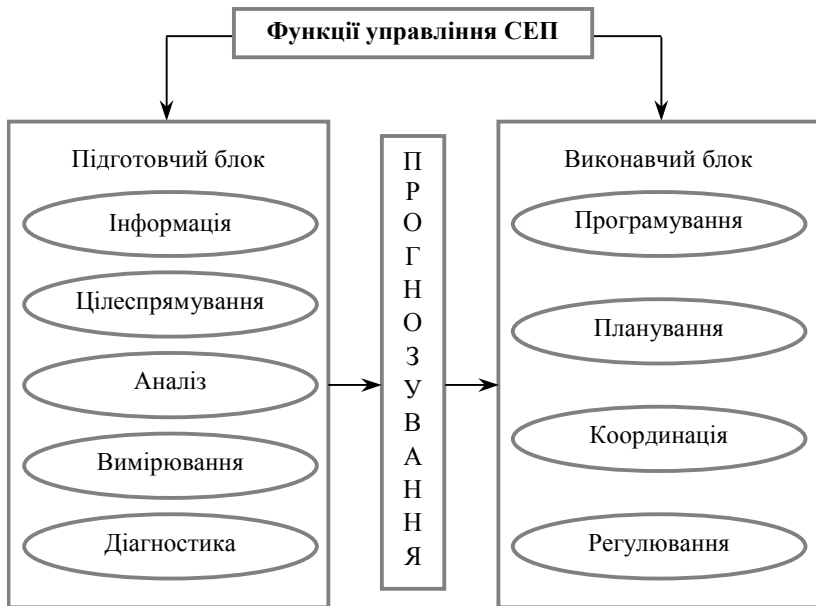 Функції управління СЕП
Підготовчий блок
Інформація
Цілеспрямування
Аналіз
Вимірювання
Діагностика
П
Р
О
Г
Н
О
З
У
В
А
Н
Н
Я
Виконавчий блок
Програмування
Планування
Координація
Регулювання